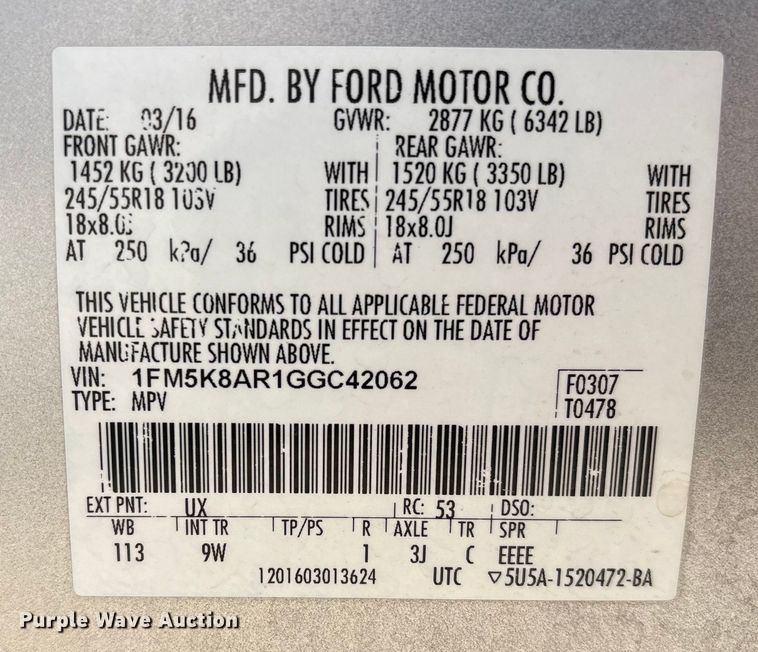 MFD. BY FORD MOTOR CO.
DATE: 03/16 GVWR: 2877 KG ( 6342 LB)
FRONT GAWR: REAR GAWR:
1452 KG ( 3200 LB) WITH 1520 KG ( 3350 LB) WITH
245/55R18 103V TIRES 245/55R18 103V TIRES
18x8.0J RIMS 18x8.0J RIMS
AT 250 kPa/ 36 PSI COLD AT 250 kPa/ 36 PSI COLD
THIS VEHICLE CONFORMS TO ALL APPLICABLE FEDERAL MOTOR
VEHICLE SAFETY STANDARDS IN EFFECT ON THE DATE OF
MANUFACTURE SHOWN ABOVE.
VIN: 1FM5K8AR1GGC42062 F0307
TYPE: MPV T0478
EXT PNT: UX RC: 53 DSO:
WB INT TR TP/PS R AXLE TR SPR
113 9W 1 3J C EEEE
1201603013624 UTC ▽5U5A-1520472-BA
Purple Wave Auction